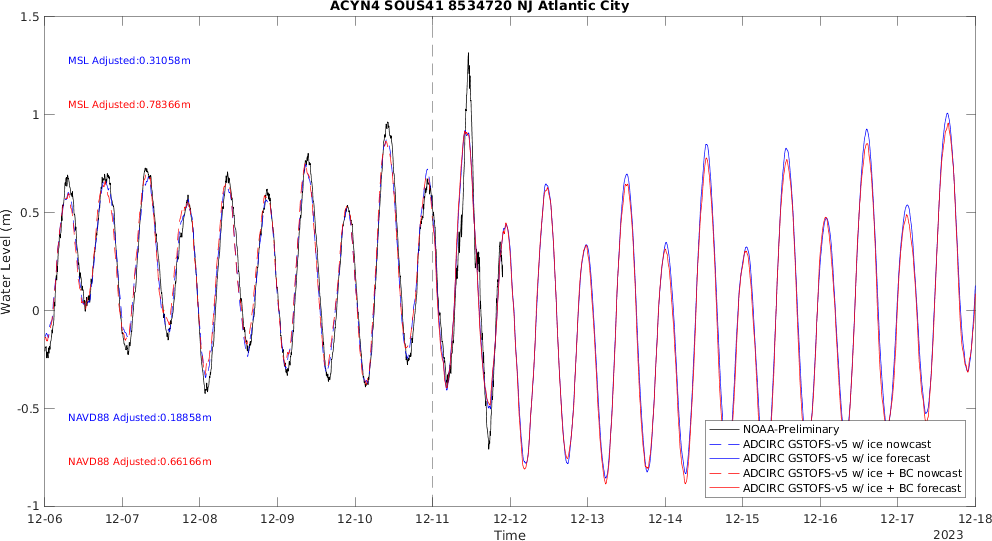 ACYN4 SOUS41 8534720 NJ Atlantic City
1.5
MSL Adjusted:0.31058m
MSL Adjusted:0.78366m
1
0.5
Water Level (m)
0
-0.5
NAVD88 Adjusted:0.18858m
NAVD88 Adjusted:0.66166m
NOAA-Preliminary
ADCIRC GSTOFS-v5 w/ ice nowcast
ADCIRC GSTOFS-v5 w/ ice forecast
ADCIRC GSTOFS-v5 w/ ice + BC nowcast
ADCIRC GSTOFS-v5 w/ ice + BC forecast
-1
12-06 12-07 12-08 12-09 12-10 12-11 12-12 12-13 12-14 12-15 12-16 12-17 12-18
Time
2023